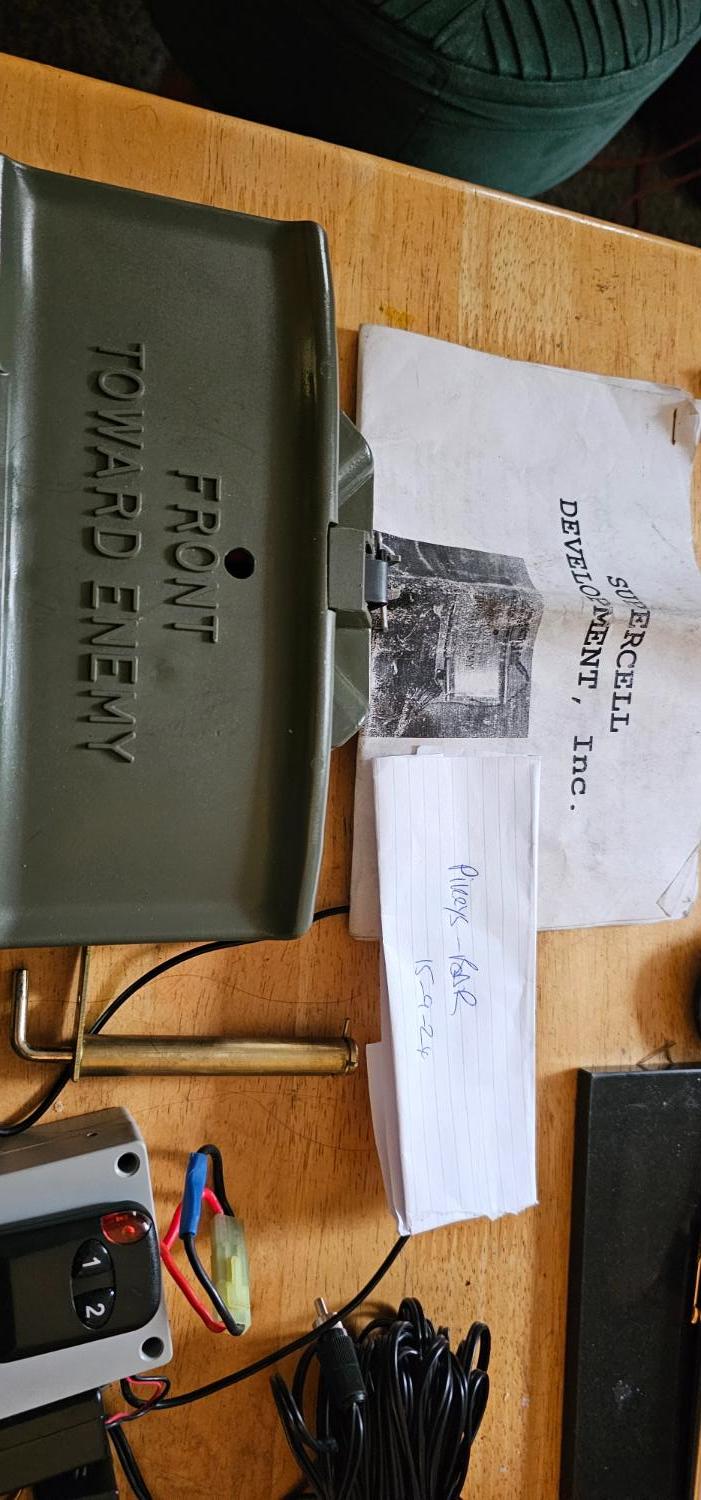 FRONT
TOWARD ENEMY
SUPERCELL
DEVELOPMENT, Inc.
15-9-24
1
2